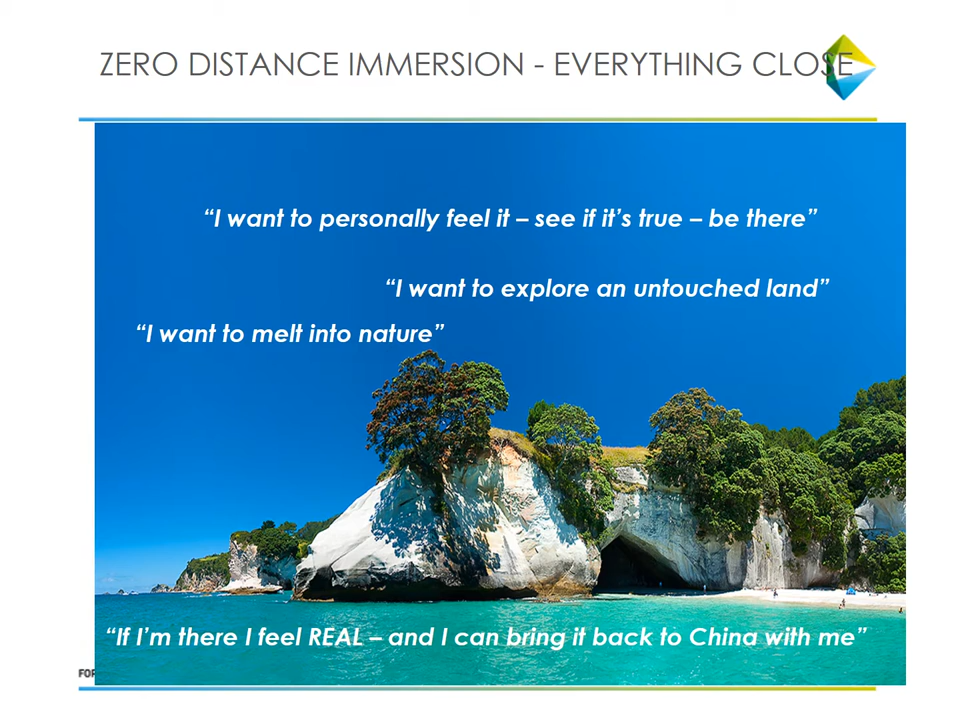 ZERO DISTANCE IMMERSION - EVERYTHING CLOSE
“I want to personally feel it – see if it’s true – be there”
“I want to explore an untouched land”
“I want to melt into nature”
“If I’m there I feel REAL – and I can bring it back to China with me”